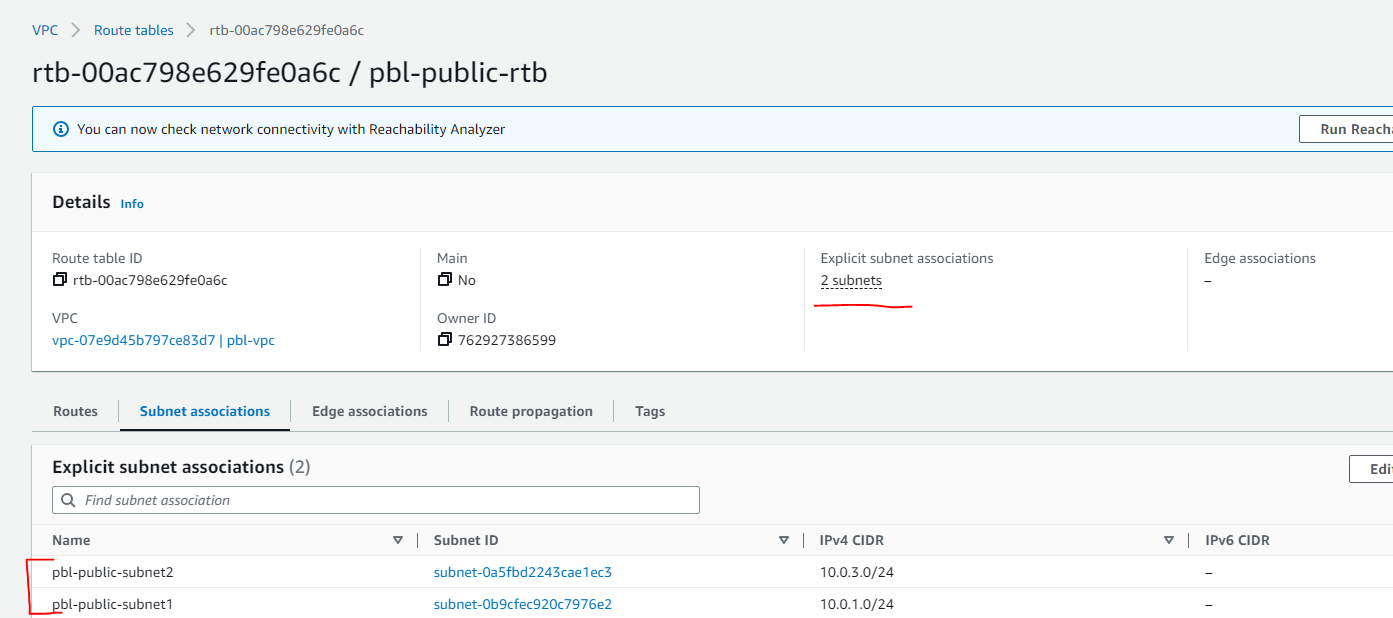 VPC > Route tables > rtb-00ac798e629fe0a6c
rtb-00ac798e629fe0a6c / pbl-public-rtb
You can now check network connectivity with Reachability Analyzer Run Reach
Details Info
Route table ID Main Explicit subnet associations Edge associations
rtb-00ac798e629fe0a6c No 2 subnets –
VPC Owner ID
vpc-07e9d45b797ce83d7 | pbl-vpc 762927386599
Routes Subnet associations Edge associations Route propagation Tags
Explicit subnet associations (2) Edi
Find subnet association
Name Subnet ID IPv4 CIDR IPv6 CIDR
pbl-public-subnet2 subnet-0a5fbd2243cae1ec3 10.0.3.0/24 –
pbl-public-subnet1 subnet-0b9cfec920c7976e2 10.0.1.0/24 –